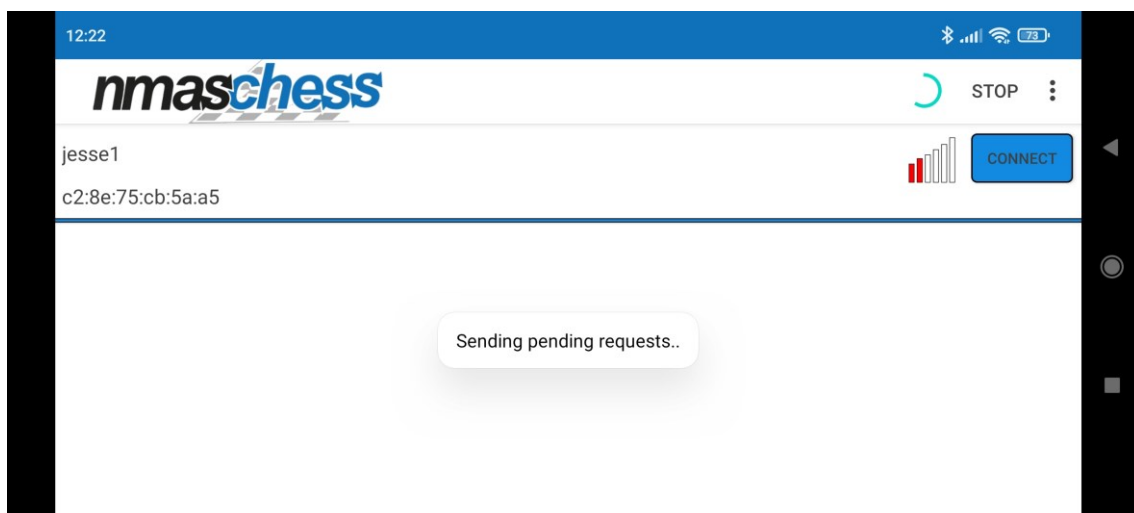 12:22
73
nmaschess
STOP
jesse1
CONNECT
c2:8e:75:cb:5a:a5
Sending pending requests..